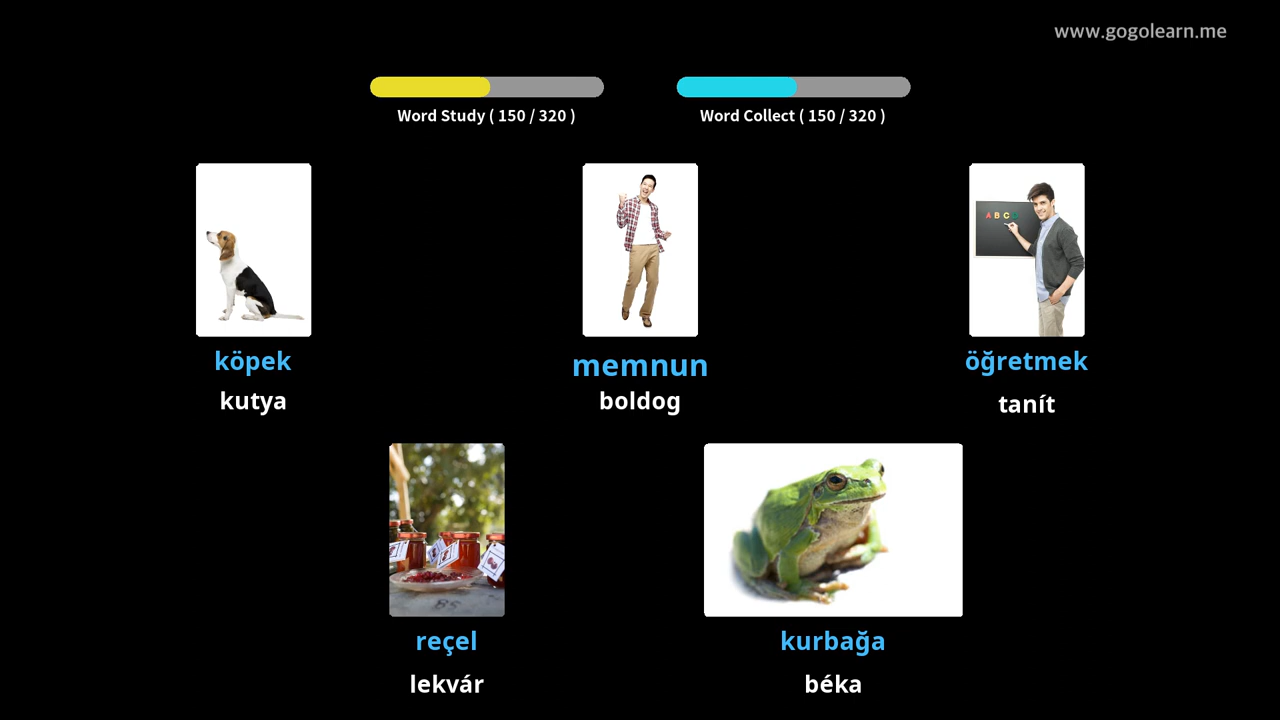 www.gogolearn.me
Word Study ( 150 / 320 )
Word Collect ( 150 / 320 )
köpek
kutya
memnun
boldog
A B C
öğretmek
tanít
reçel
lekvár
85
kurbağa
béka